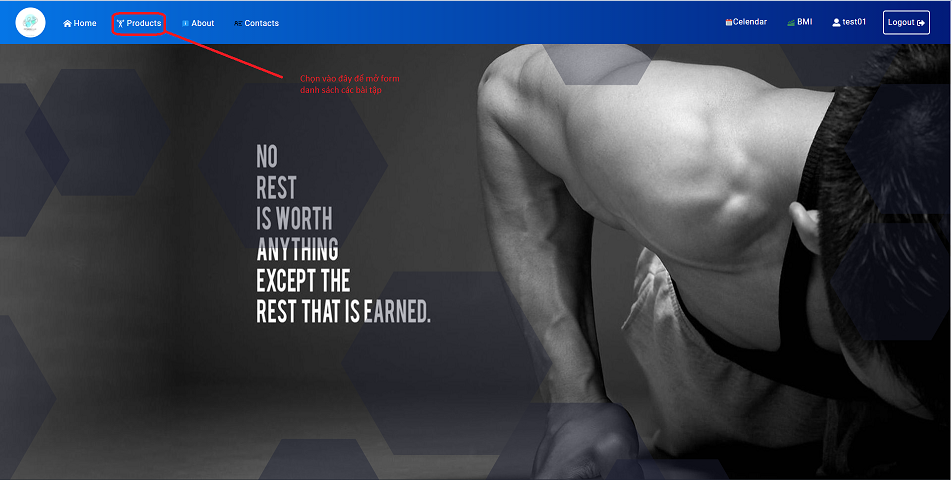 Home
Products
About
Contacts
Celendar
BMI
test01
Logout
Chọn vào đây để mở form
danh sách các bài tập
NO
REST
IS WORTH
ANYTHING
EXCEPT THE
REST THAT IS EARNED.